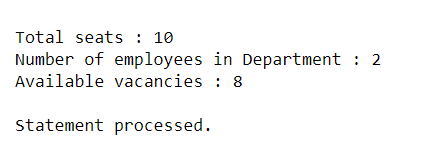 Total seats : 10
Number of employees in Department : 2
Available vacancies : 8
Statement processed.